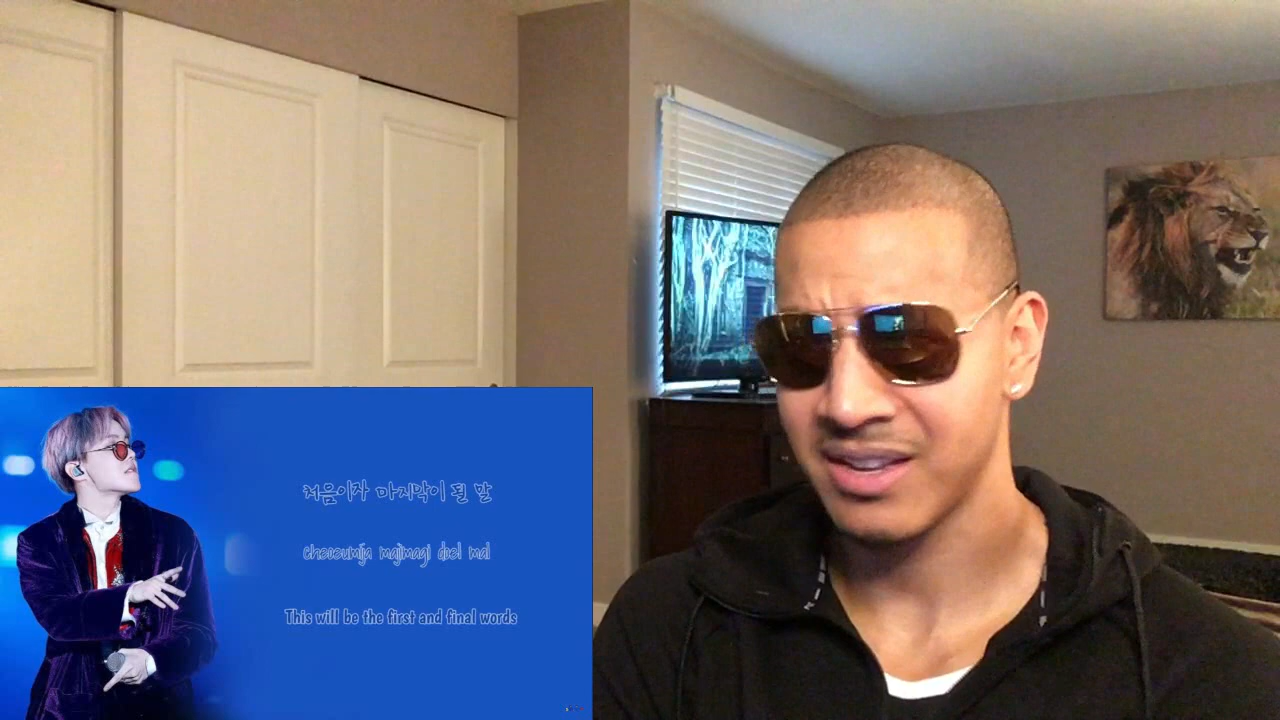 처음이자 마지막이 될 말
cheoeumija majimagi doel mal
This will be the first and final words